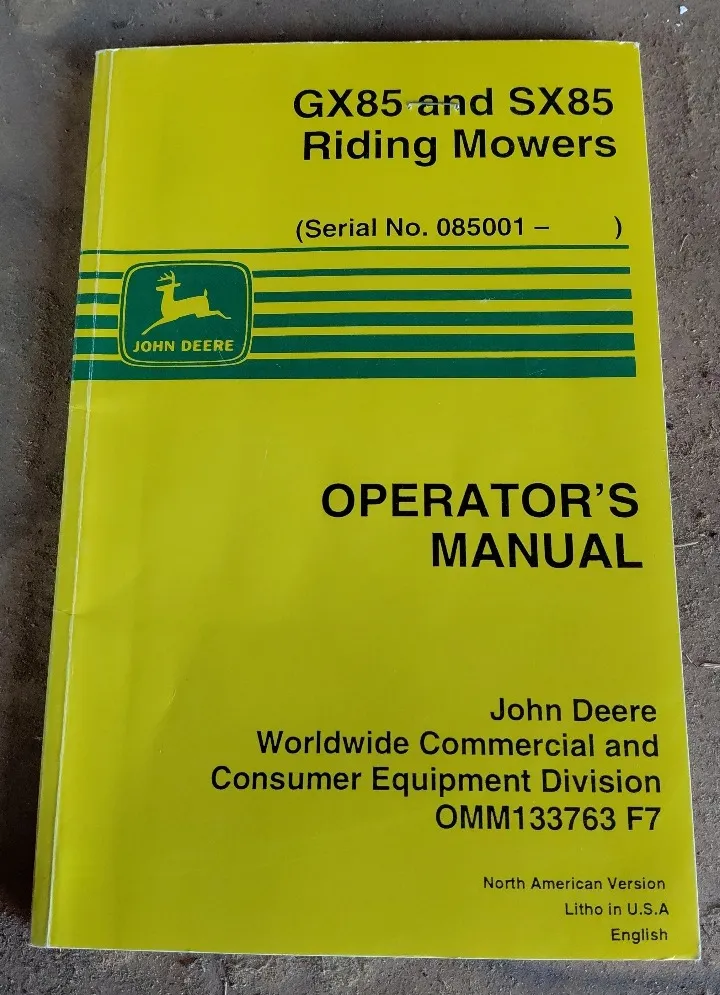 GX85 and SX85
Riding Mowers
(Serial No. 085001 – )
JOHN DEERE
OPERATOR'S
MANUAL
John Deere
Worldwide Commercial and
Consumer Equipment Division
OMM133763 F7
North American Version
Litho in U.S.A
English